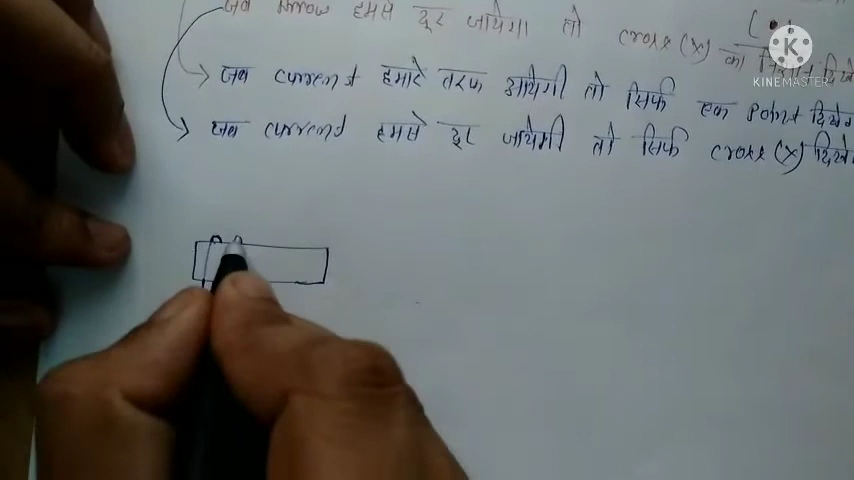 जब Arrow हमसे दूर जायेगा तो cross (x) का निशान
जब current हमारे तरफ आयेगी तो सिर्फ एक point दिखेगा
जब current हमसे दूर जायेगी तो सिर्फ cross (x) दिखे
KINEMASTER